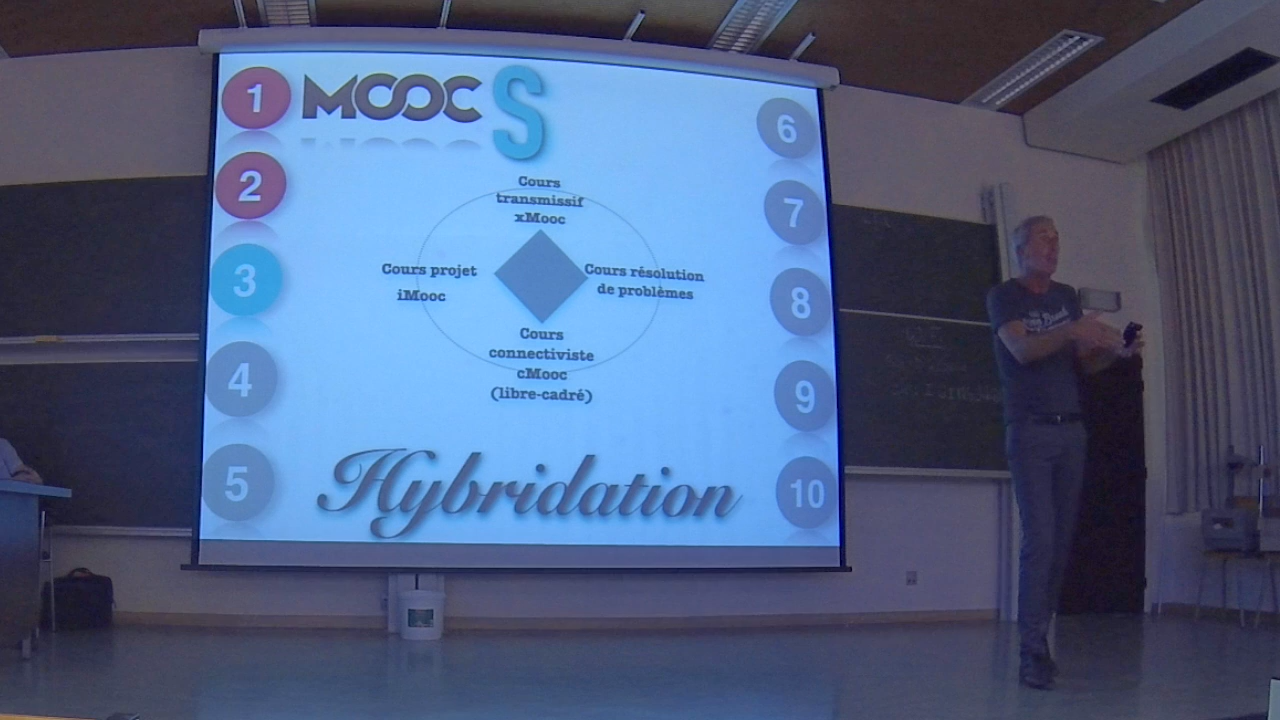 1
MOOC S
2
3
4
5
6
7
8
9
10
Cours
transmissif
xMooc
Cours projet
iMooc
Cours résolution
de problèmes
Cours
connectiviste
cMooc
(libre-cadré)
Hybridation